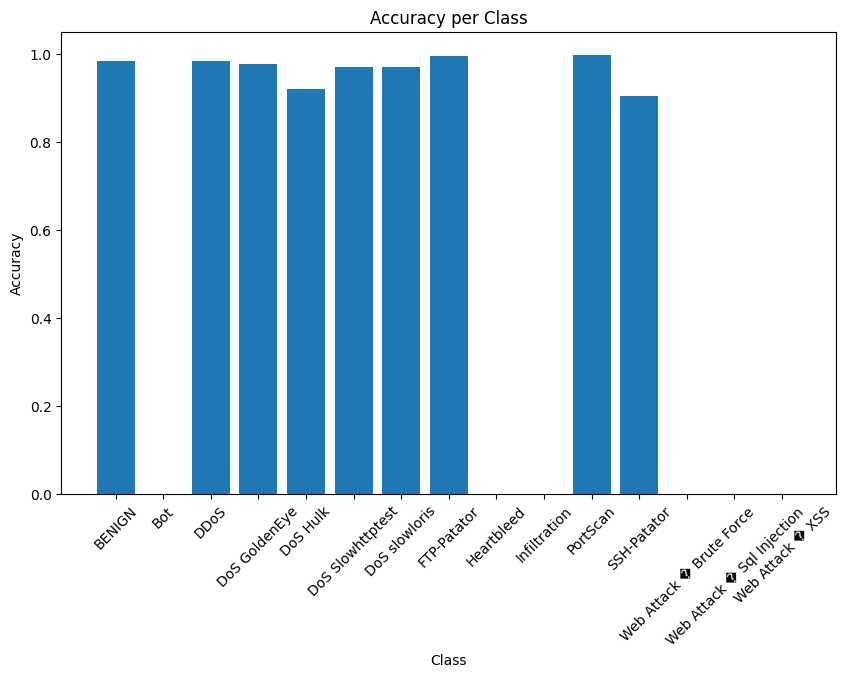 Accuracy per Class
Accuracy
1.0
0.8
0.6
0.4
0.2
0.0
BENIGN
Bot
DDoS
DoS GoldenEye
DoS Hulk
DoS Slowhttptest
DoS slowloris
FTP-Patator
Heartbleed
Infiltration
PortScan
SSH-Patator
Web Attack � Brute Force
Web Attack � Sql Injection
Web Attack � XSS
Class